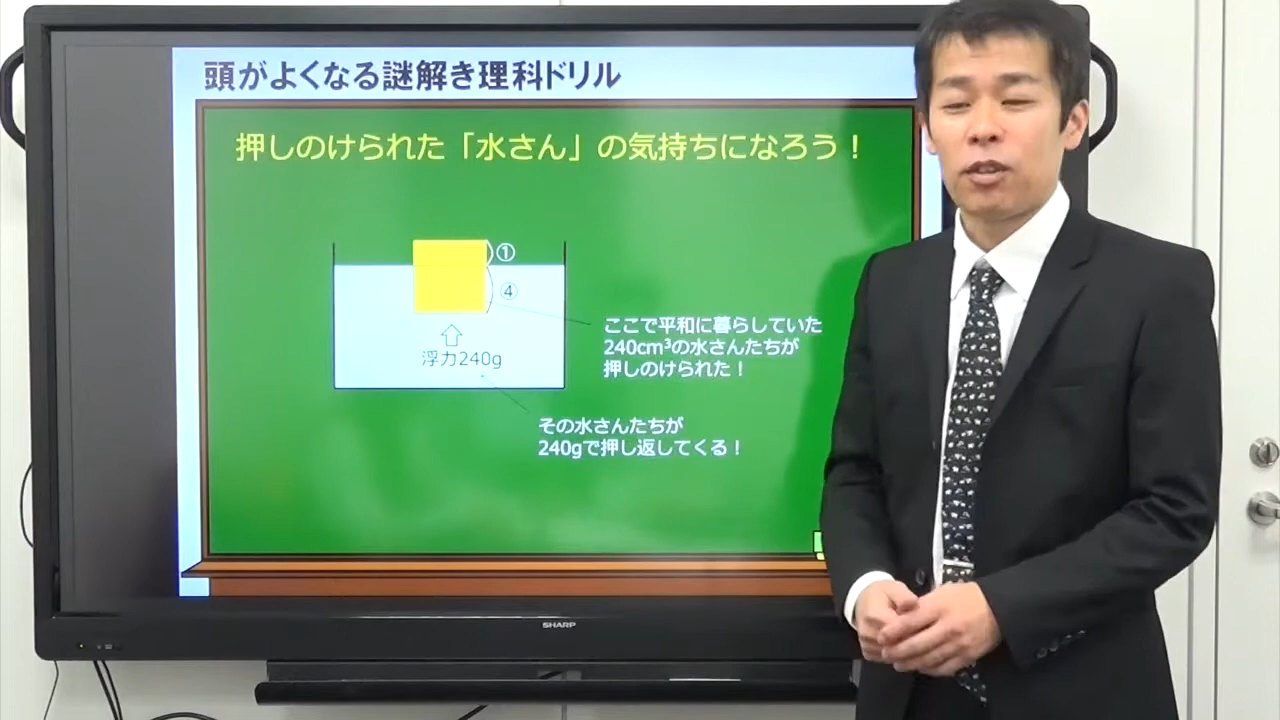 頭がよくなる謎解き理科ドリル
押しのけられた「水さん」の気持ちになろう！
①
④
浮力240g
ここで平和に暮らしていた
240cm³の水さんたちが
押しのけられた！
その水さんたちが
240gで押し返してくる！
SHARP